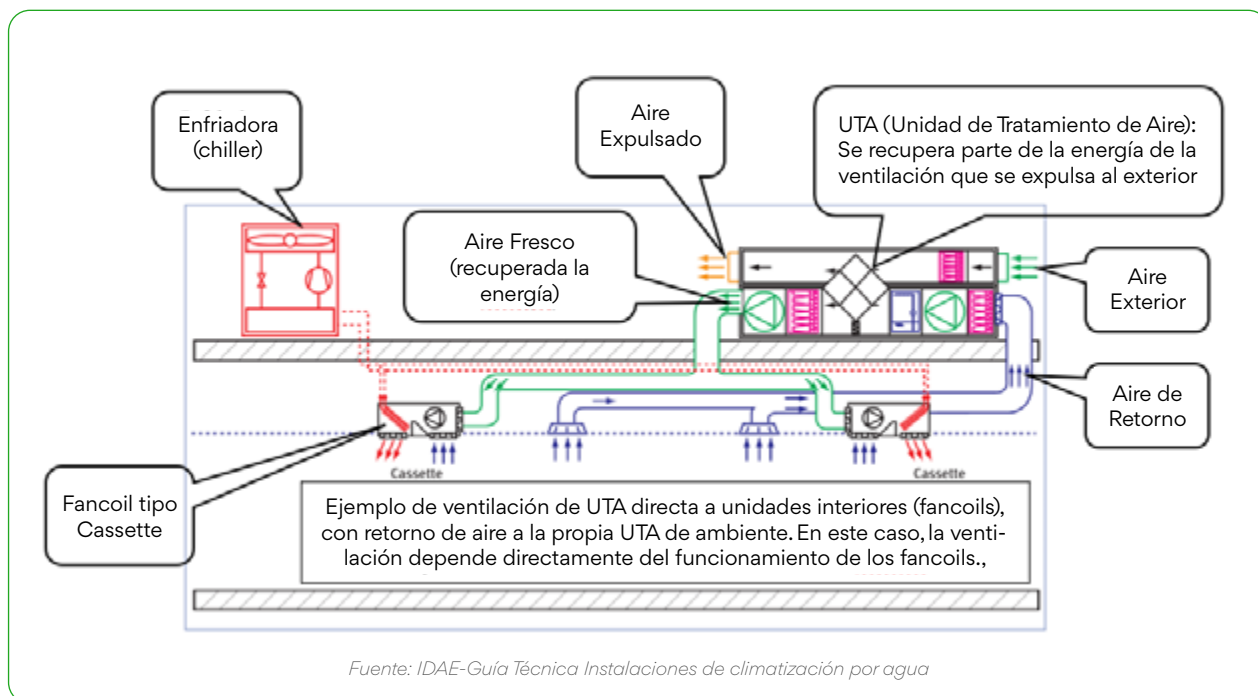 Enfriadora
(chiller)
Aire
Expulsado
UTA (Unidad de Tratamiento de Aire):
Se recupera parte de la energía de la
ventilación que se expulsa al exterior
Aire Fresco
(recuperada la
energía)
Aire
Exterior
Aire de
Retorno
Cassette
Cassette
Fancoil tipo
Cassette
Ejemplo de ventilación de UTA directa a unidades interiores (fancoils),
con retorno de aire a la propia UTA de ambiente. En este caso, la venti-
lación depende directamente del funcionamiento de los fancoils.,
Fuente: IDAE-Guía Técnica Instalaciones de climatización por agua